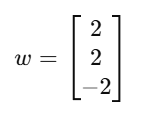 w = [2
2
-2]